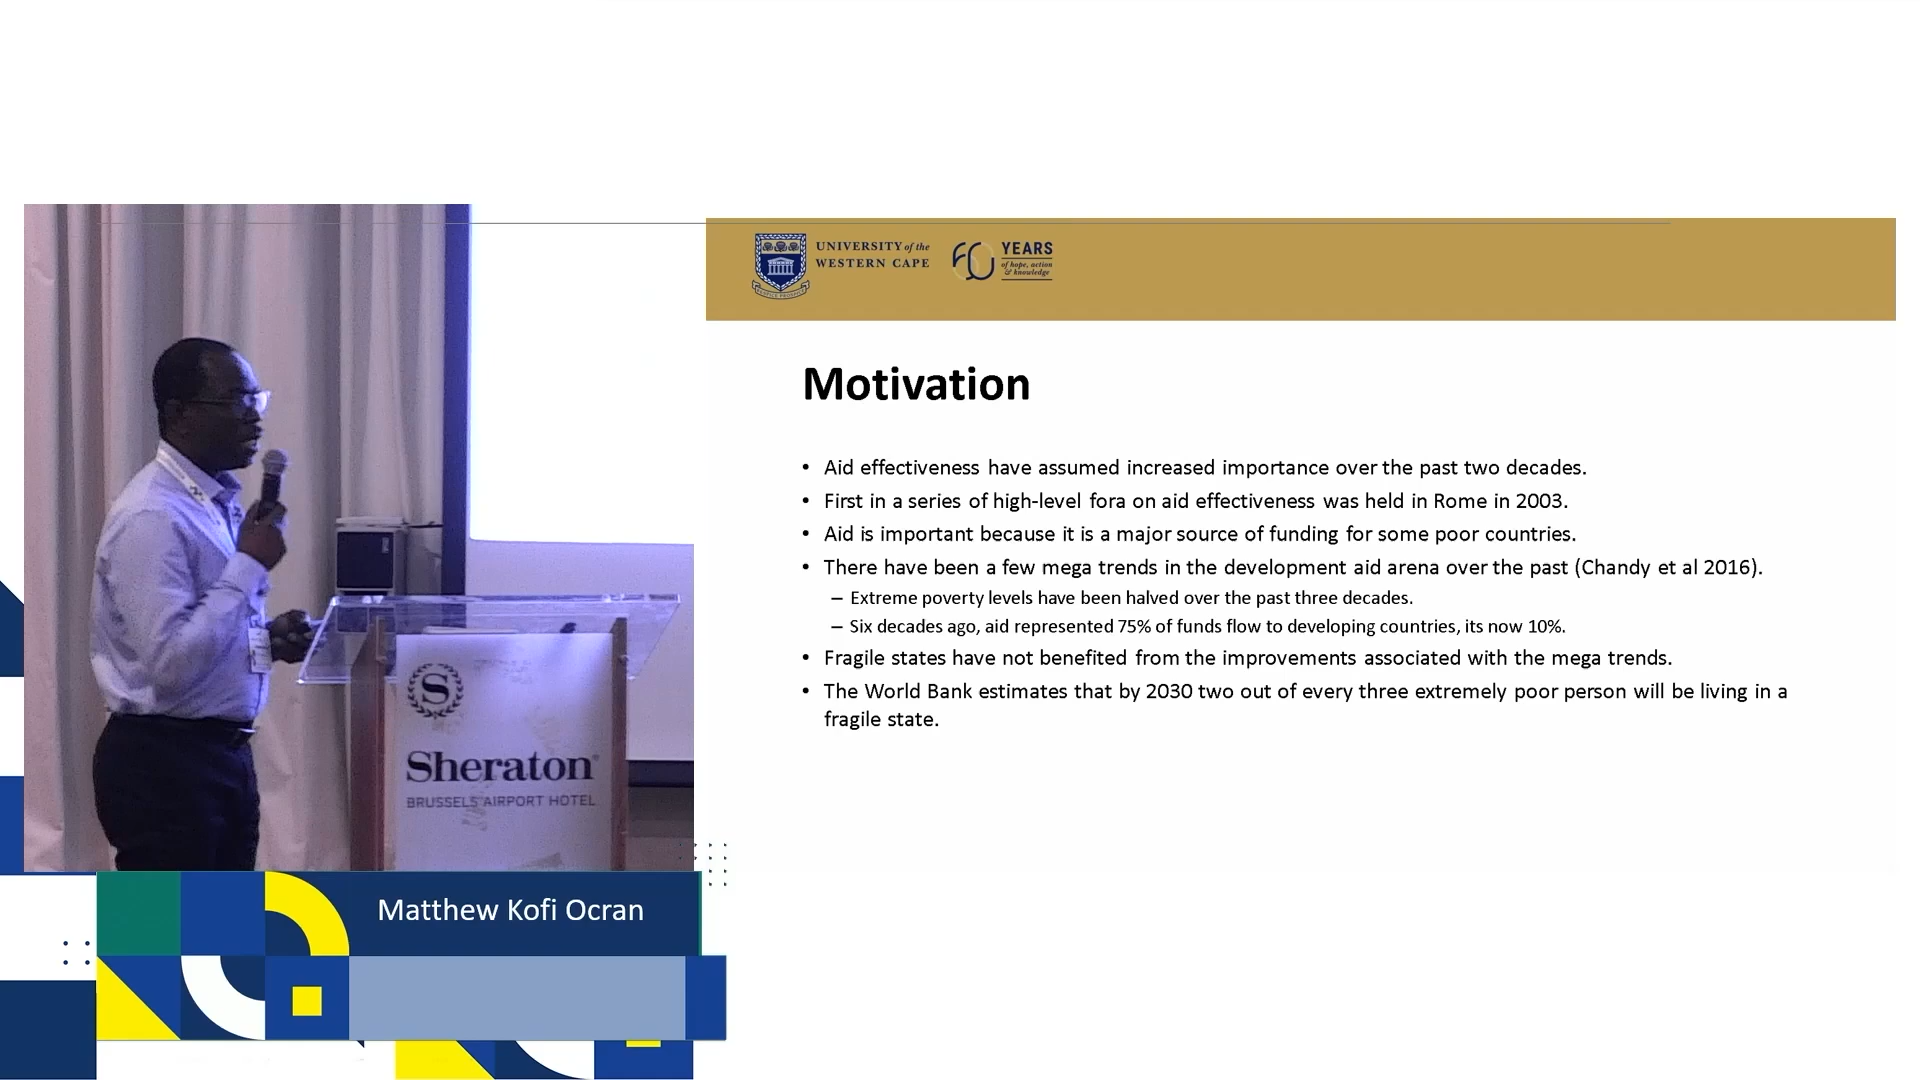 UNIVERSITY of the
WESTERN CAPE
60 YEARS
of hope, action
& knowledge
Motivation
• Aid effectiveness have assumed increased importance over the past two decades.
• First in a series of high-level fora on aid effectiveness was held in Rome in 2003.
• Aid is important because it is a major source of funding for some poor countries.
• There have been a few mega trends in the development aid arena over the past (Chandy et al 2016).
– Extreme poverty levels have been halved over the past three decades.
– Six decades ago, aid represented 75% of funds flow to developing countries, its now 10%.
• Fragile states have not benefited from the improvements associated with the mega trends.
• The World Bank estimates that by 2030 two out of every three extremely poor person will be living in a
fragile state.
S
Sheraton
BRUSSELS AIRPORT HOTEL
Matthew Kofi Ocran